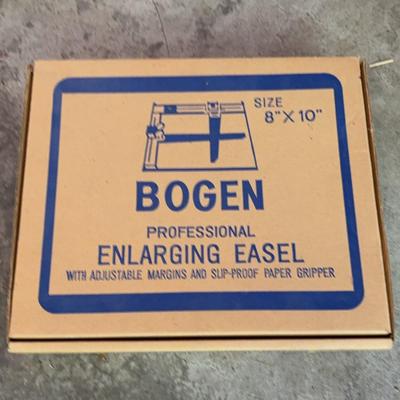 SIZE
8" X 10"
BOGEN
PROFESSIONAL
ENLARGING EASEL
WITH ADJUSTABLE MARGINS AND SLIP-PROOF PAPER GRIPPER